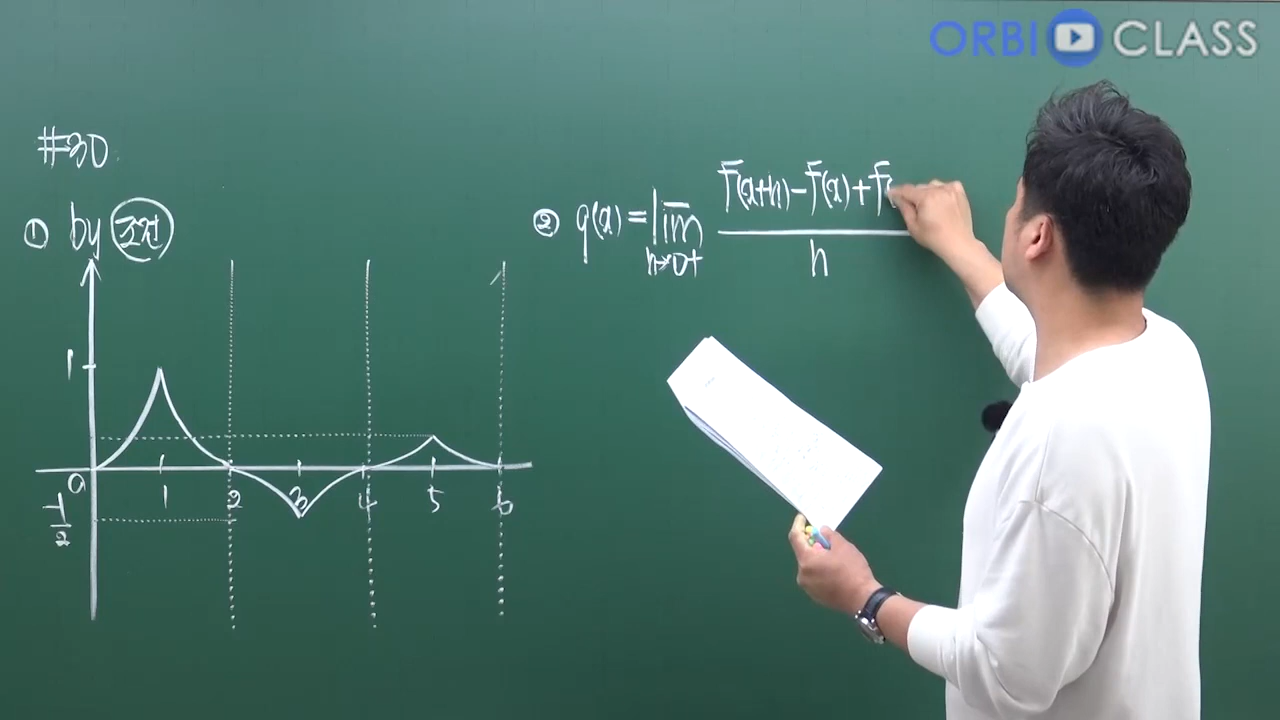 ORBI CLASS
#30
① by 조건
② g(x) = lim h→0+ f(x+h)-f(x)+f( / h
1
0 1 2 3 4 5 6
-1/2